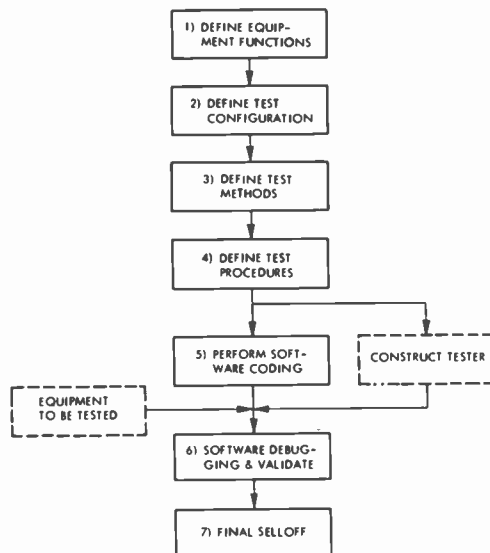 1) DEFINE EQUIP-
MENT FUNCTIONS
2) DEFINE TEST
CONFIGURATION
3) DEFINE TEST
METHODS
4) DEFINE TEST
PROCEDURES
5) PERFORM SOFT-
WARE CODING
CONSTRUCT TESTER
EQUIPMENT
TO BE TESTED
6) SOFTWARE DEBUG-
GING & VALIDATE
7) FINAL SELLOFF